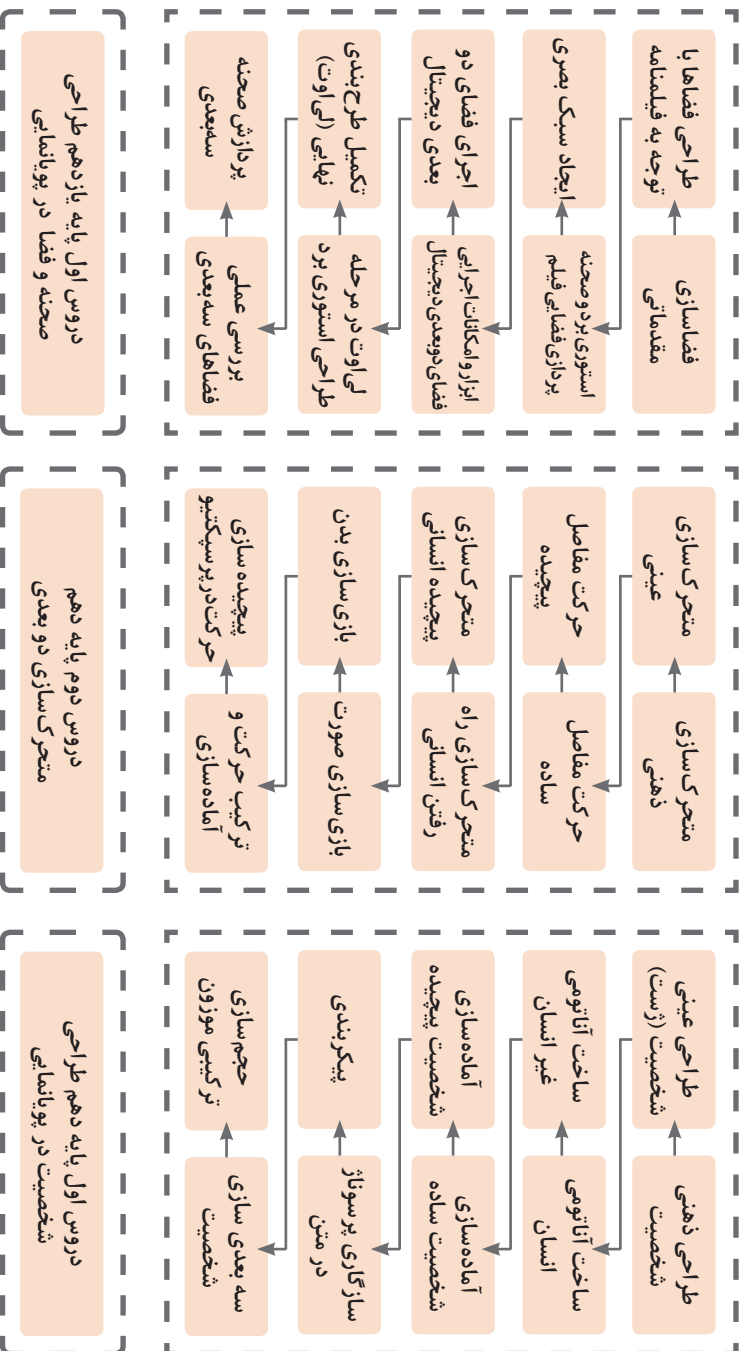 طراحی ذهنی
شخصیت
طراحی عینی
شخصیت (ژست)
ساخت آناتومی
انسان
ساخت آناتومی
غیر انسان
آماده‌سازی
شخصیت ساده
آماده‌سازی
شخصیت پیچیده
سازگاری پرسوناژ
در متن
پیکربندی
سه بعدی سازی
شخصیت
حجم‌سازی
ترکیبی موزون
دروس اول پایه دهم طراحی
شخصیت در پویانمایی
متحرک‌سازی
ذهنی
متحرک‌سازی
عینی
حرکت مفاصل
ساده
حرکت مفاصل
پیچیده
متحرک‌سازی راه
رفتن انسانی
متحرک‌سازی
پیچیده انسانی
بازی‌سازی صورت
بازی‌سازی بدن
ترکیب حرکت و
آماده‌سازی
پیچیده سازی
حرکت‌درپرسپکتیو
دروس دوم پایه دهم
متحرک‌سازی دو بعدی
فضاسازی
مقدماتی
طراحی فضاها با
توجه به فیلمنامه
استوری بردو صحنه
پردازی فضایی فیلم
ایجاد سبک بصری
ابزار و امکانات اجرایی
فضای دوبعدی دیجیتال
اجرای فضای دو
بعدی دیجیتال
لی‌اوت در مرحله
طراحی استوری برد
تکمیل طرح‌بندی
نهایی (لی‌اوت)
بررسی عملی
فضاهای سه‌بعدی
پردازش صحنه
سه‌بعدی
دروس اول پایه یازدهم طراحی
صحنه و فضا در پویانمایی